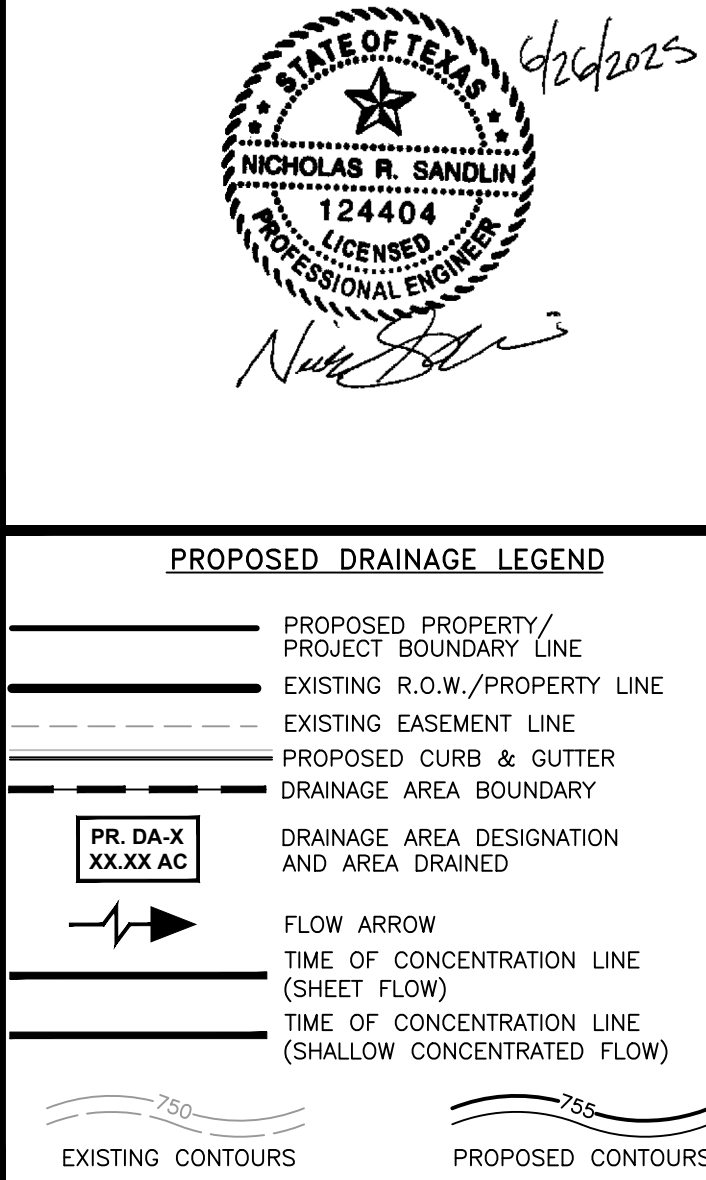 6/26/2025
STATE OF TEXAS
NICHOLAS R. SANDLIN
124404
LICENSED
PROFESSIONAL ENGINEER
PROPOSED DRAINAGE LEGEND
PROPOSED PROPERTY/
PROJECT BOUNDARY LINE
EXISTING R.O.W./PROPERTY LINE
EXISTING EASEMENT LINE
PROPOSED CURB & GUTTER
DRAINAGE AREA BOUNDARY
PR. DA-X
XX.XX AC
DRAINAGE AREA DESIGNATION
AND AREA DRAINED
FLOW ARROW
TIME OF CONCENTRATION LINE
(SHEET FLOW)
TIME OF CONCENTRATION LINE
(SHALLOW CONCENTRATED FLOW)
750
755
EXISTING CONTOURS
PROPOSED CONTOURS